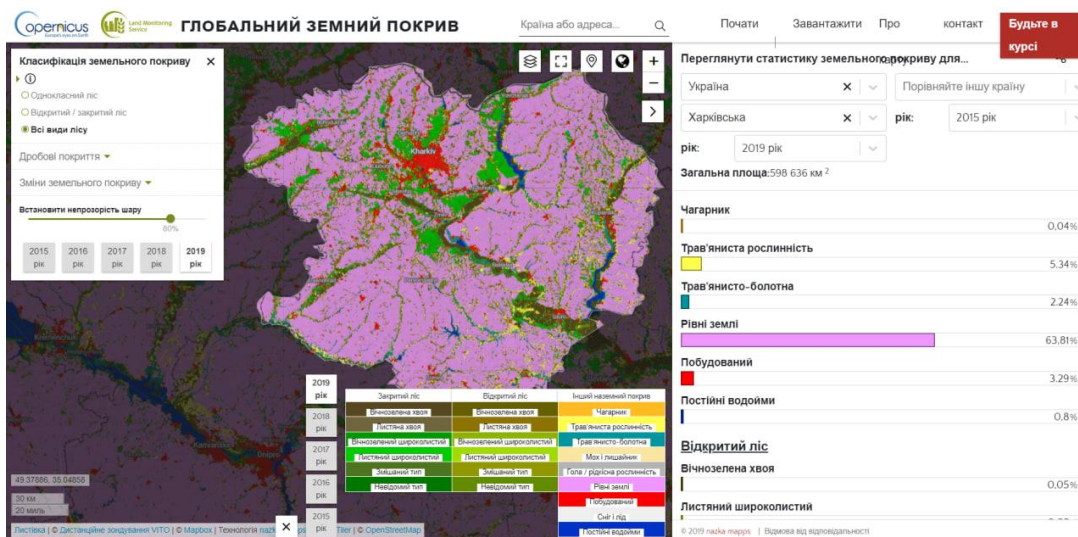 Copernicus
Europe's eyes on Earth
Land Monitoring
Service
ГЛОБАЛЬНИЙ ЗЕМНИЙ ПОКРИВ
Країна або адреса...
Почати
Завантажити
Про
контакт
Будьте в
курсі
Класифікація земельного покриву
Однокласний ліс
Відкритий / закритий ліс
Всі види лісу
Дробові покриття
Зміни земельного покриву
Встановити непрозорість шару
60%
2015 рік
2016 рік
2017 рік
2018 рік
2019 рік
Kharkiv
Dnipro
49.37886, 35.04858
30 км
20 миль
2019 рік
2018 рік
2017 рік
2016 рік
2015 рік
Закритий ліс
Відкритий ліс
Інший наземний покрив
Вічнозелена хвоя
Вічнозелена хвоя
Чагарник
Листяна хвоя
Листяна хвоя
Трав'яниста рослинність
Вічнозелений широколистий
Вічнозелений широколистий
Трав'янисто-болотна
Листяний широколистий
Листяний широколистий
Мох і лишайник
Змішаний тип
Змішаний тип
Гола / рідкісна рослинність
Невідомий тип
Невідомий тип
Рівні землі
Побудований
Сніг і лід
Постійні водойми
Листівка | © Дистанційне зондування VITO | © Mapbox | Технологія
Tiler | © OpenStreetMap
Переглянути статистику земельного покриву для...
Україна
Порівняйте іншу країну
Харківська
рік:
2015 рік
рік:
2019 рік
Загальна площа:598 636 км ²
Чагарник
0.04%
Трав'яниста рослинність
5.34%
Трав'янисто-болотна
2.24%
Рівні землі
63,81%
Побудований
3.29%
Постійні водойми
0,8%
Відкритий ліс
Вічнозелена хвоя
0.05%
Листяний широколистий
© 2019 nazka mapps | Відмова від відповідальності